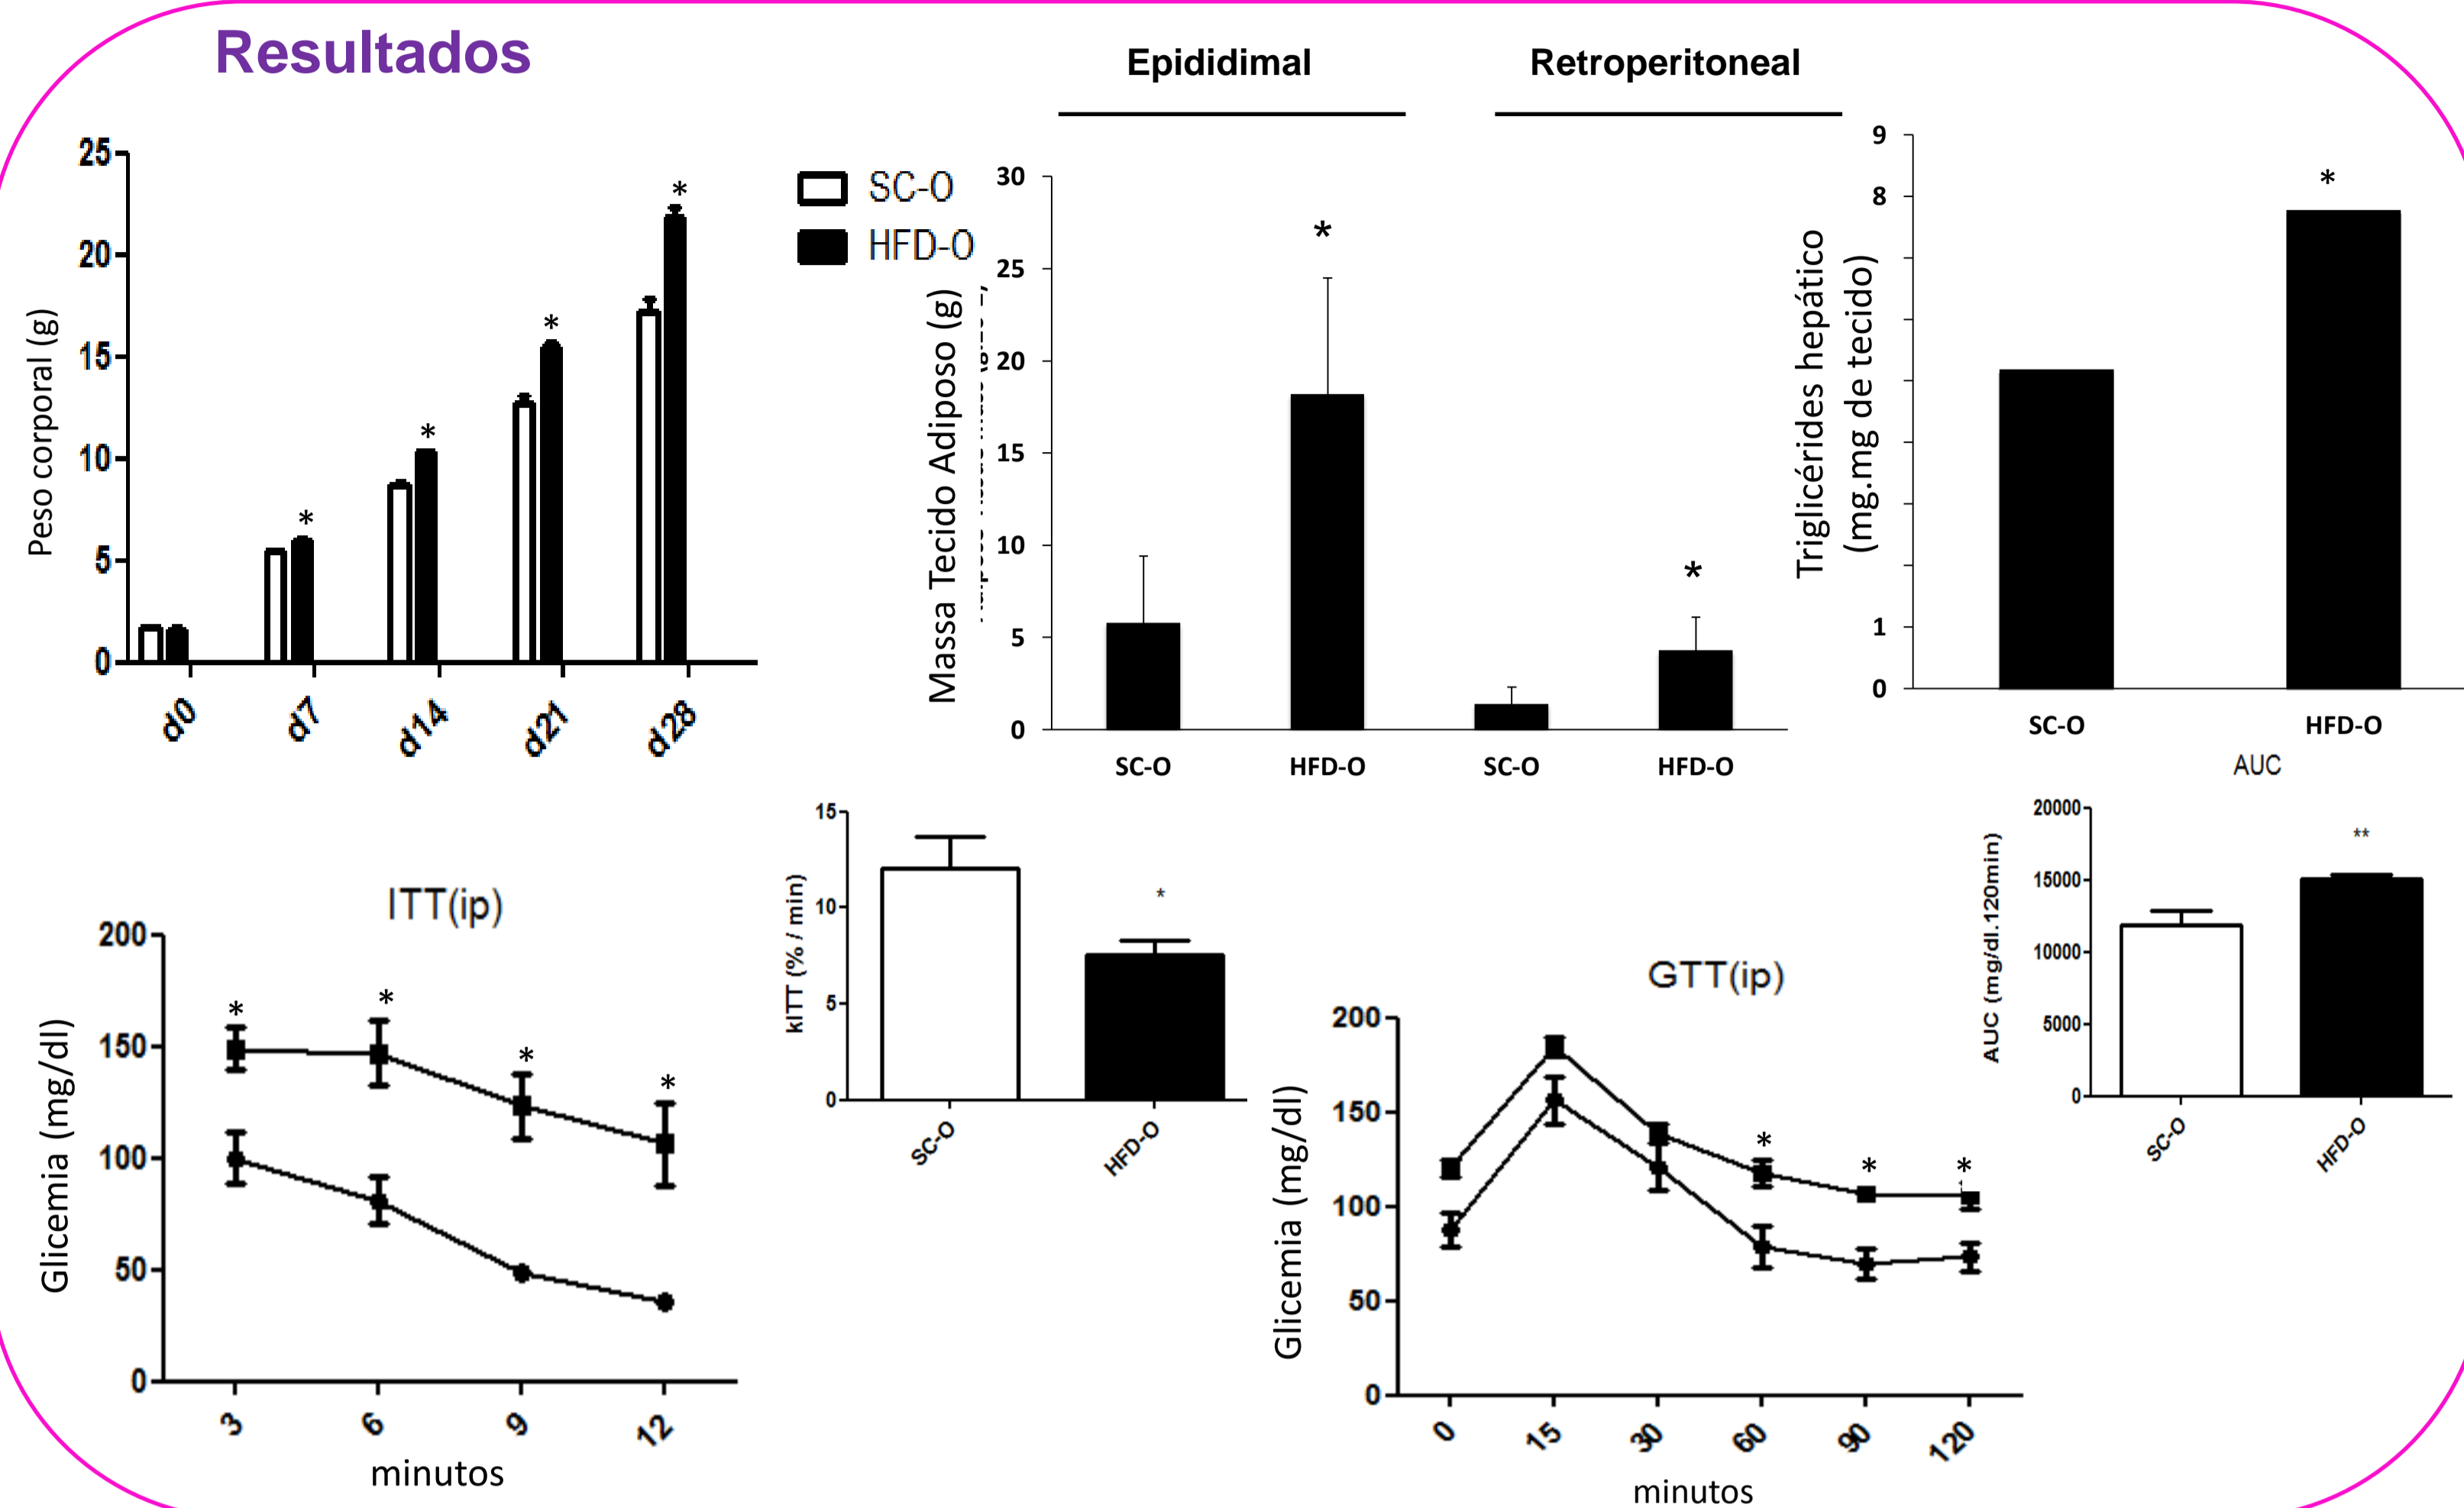 Resultados
Epididimal
Retroperitoneal
Peso corporal (g)
25
20
15
10
5
0
d0
d7
d14
d21
d28
*
*
*
*
SC-O
HFD-O
Massa Tecido Adiposo (g)
30
25
20
15
10
5
0
*
*
SC-O
HFD-O
SC-O
HFD-O
Triglicérides hepático
(mg.mg de tecido)
9
8
1
0
*
SC-O
HFD-O
ITT(ip)
Glicemia (mg/dl)
200
150
100
50
0
*
*
*
*
3
6
9
12
minutos
kITT (% / min)
15
10
5
0
*
SC-O
HFD-O
GTT(ip)
Glicemia (mg/dl)
200
150
100
50
0
*
*
*
0
15
30
60
90
120
minutos
AUC
AUC (mg/dl.120min)
20000
15000
10000
5000
0
**
SC-O
HFD-O